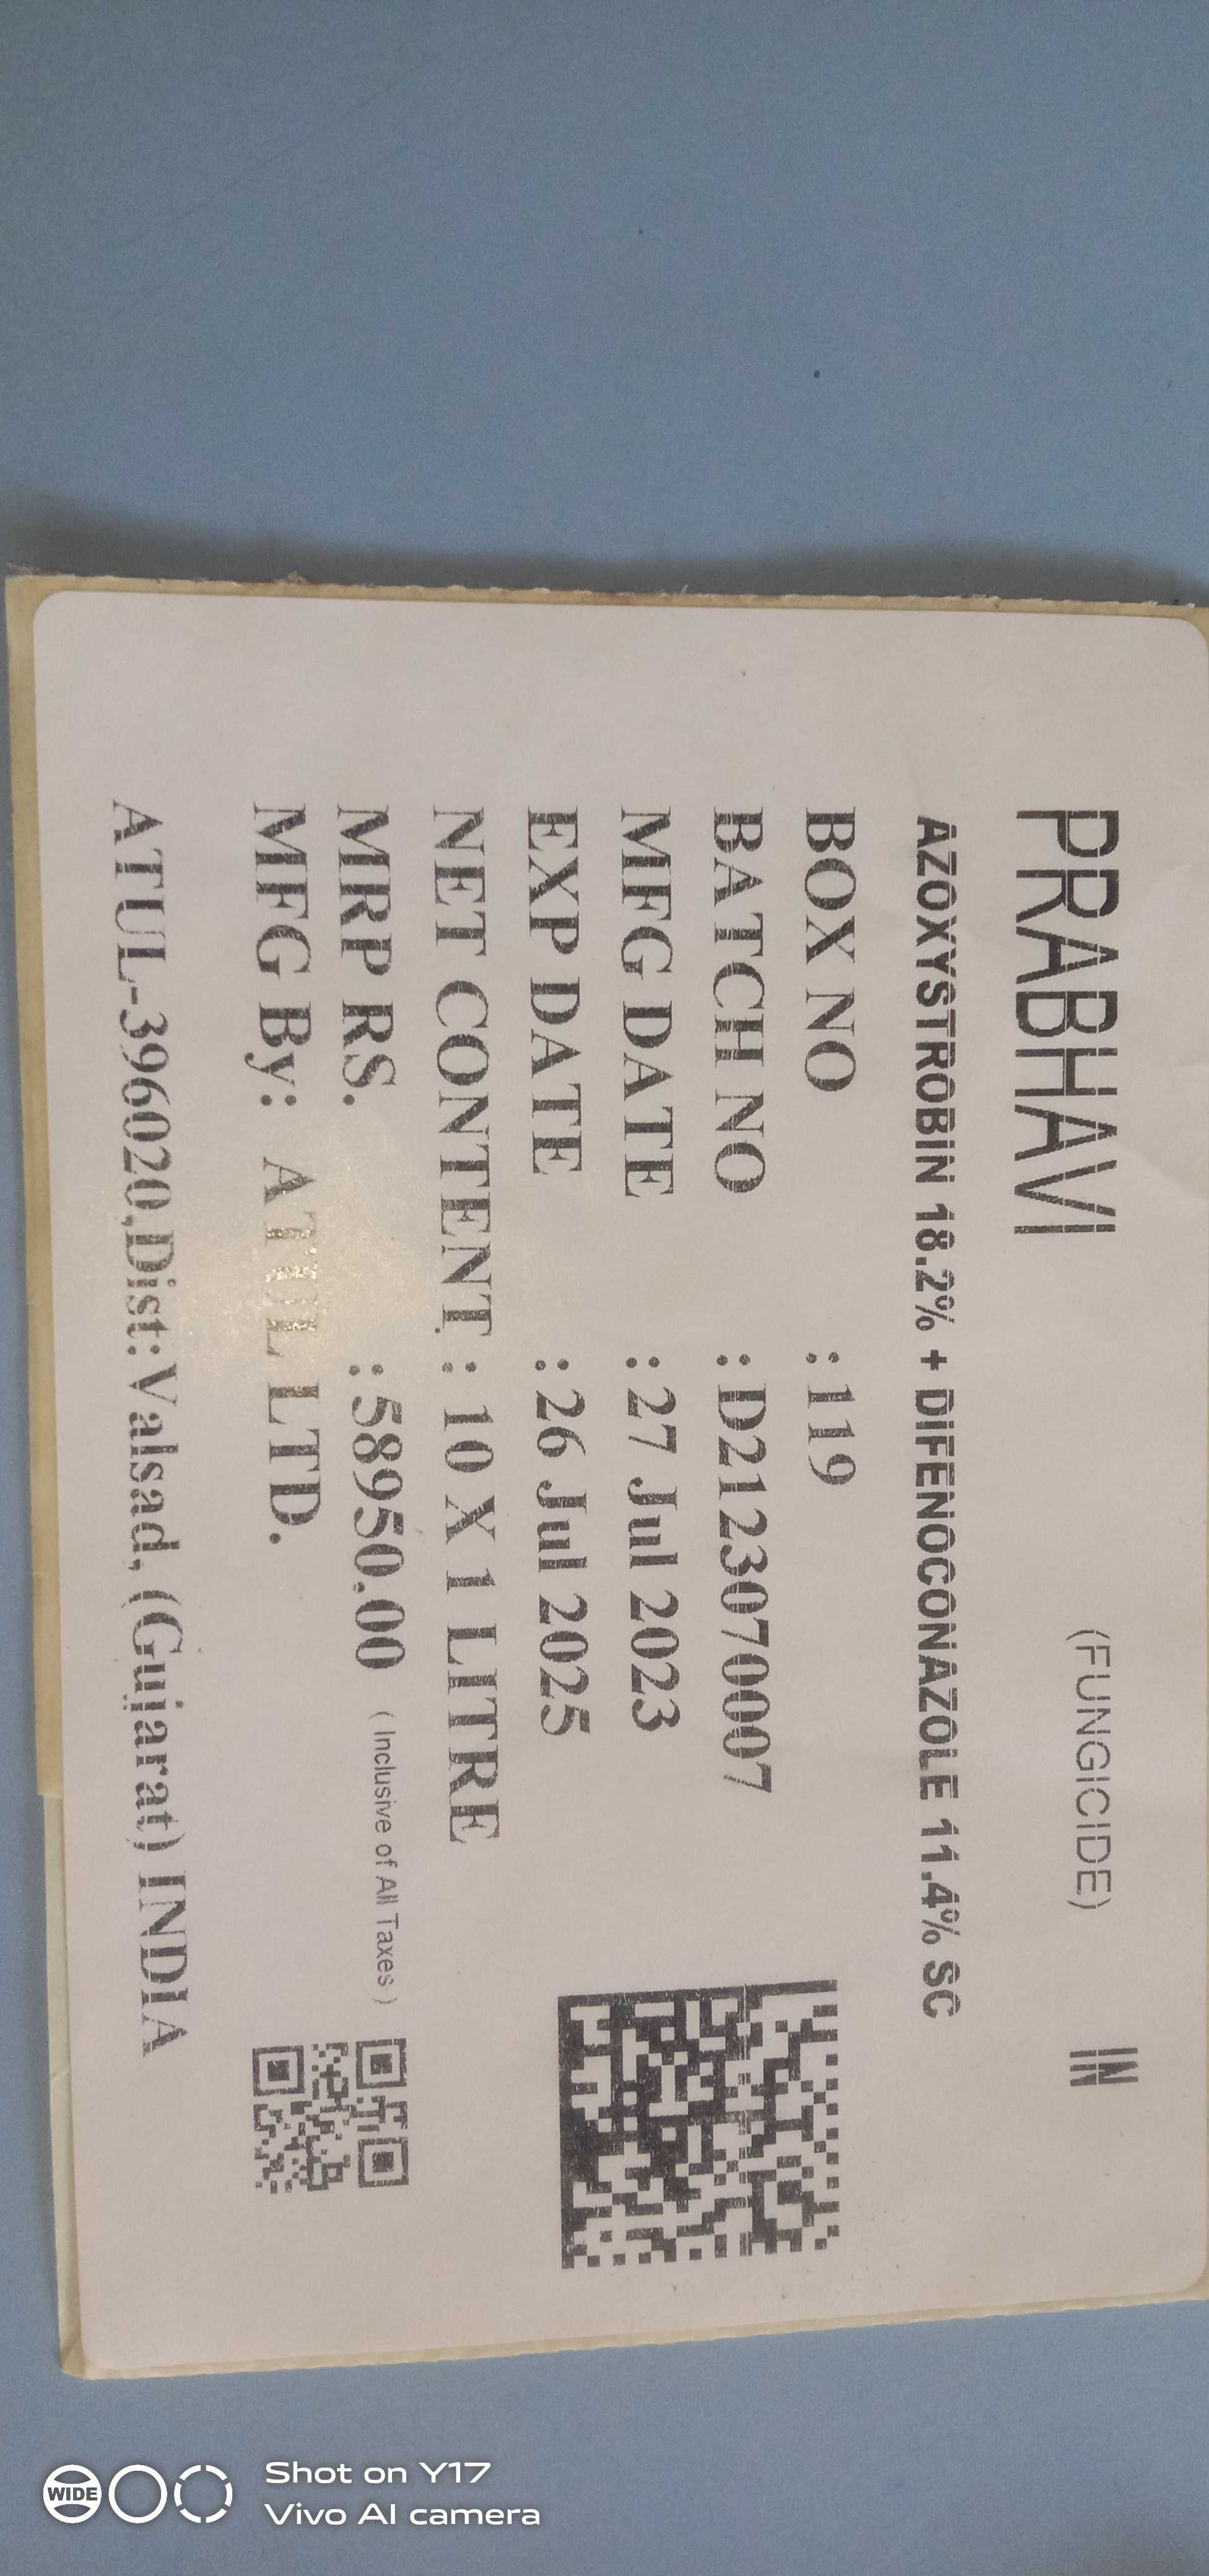 PRABHAVI (FUNGICIDE) IN
AZOXYSTROBIN 18.2% + DIFENOCONAZOLE 11.4% SC
BOX NO :119
BATCH NO :D2123070007
MFG DATE :27 Jul 2023
EXP DATE :26 Jul 2025
NET CONTENT : 10 X 1 LITRE
MRP RS. :58950.00 ( Inclusive of All Taxes )
MFG By: ATUL LTD.
ATUL-396020,Dist:Valsad, (Gujarat) INDIA
WIDE
Shot on Y17
Vivo AI camera